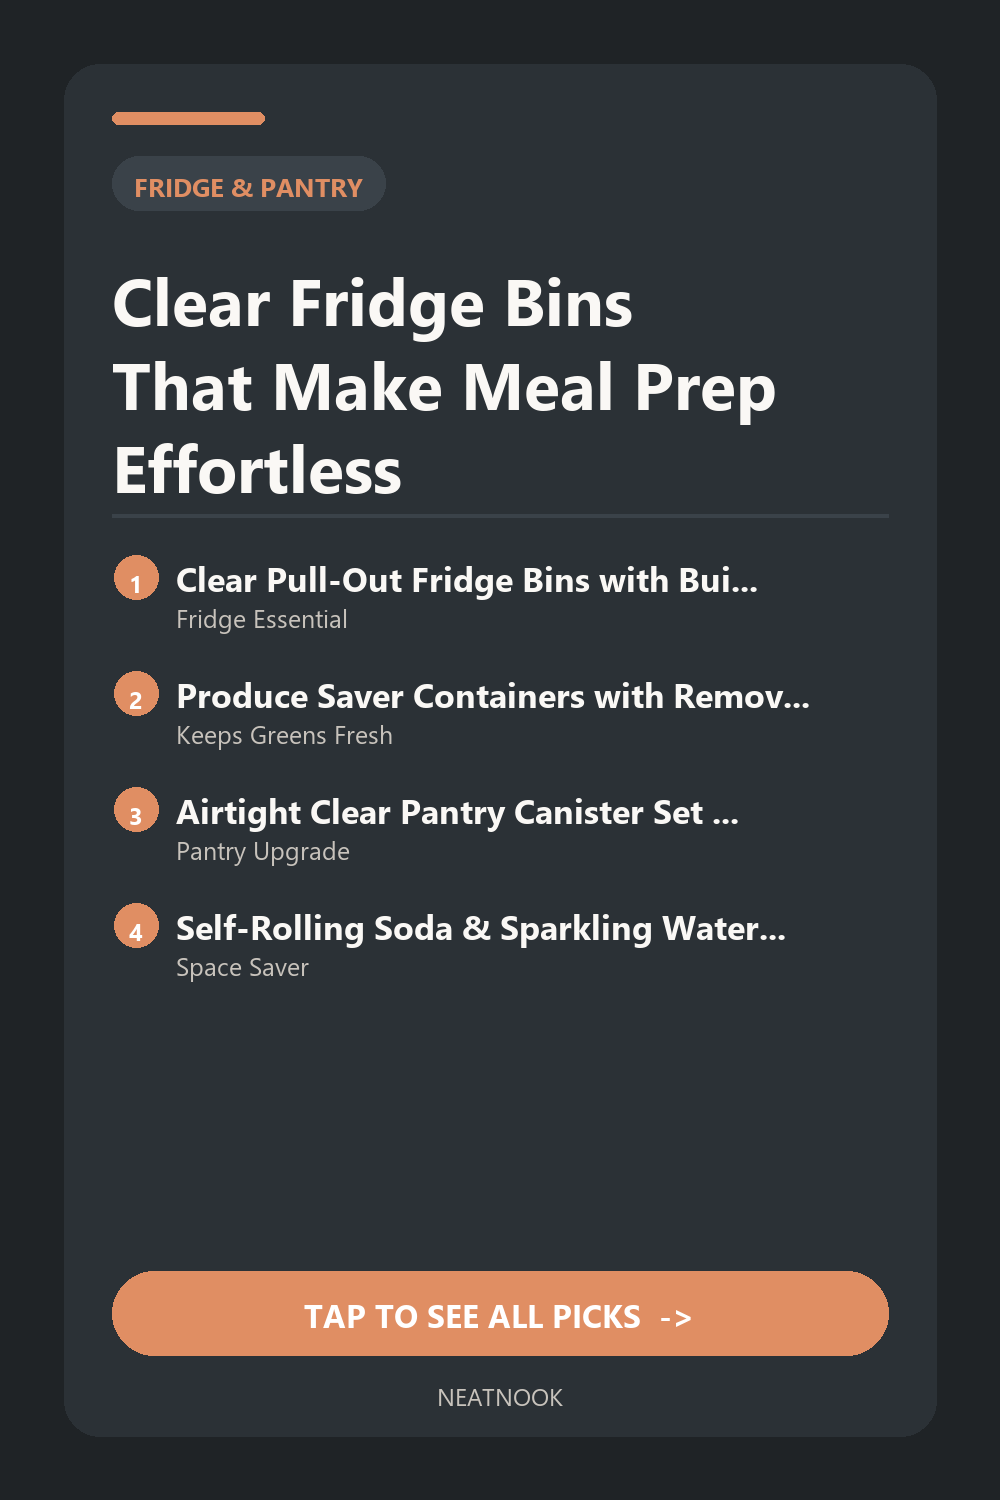 FRIDGE & PANTRY
Clear Fridge Bins
That Make Meal Prep
Effortless
1 Clear Pull-Out Fridge Bins with Bui...
Fridge Essential
2 Produce Saver Containers with Remov...
Keeps Greens Fresh
3 Airtight Clear Pantry Canister Set ...
Pantry Upgrade
4 Self-Rolling Soda & Sparkling Water...
Space Saver
TAP TO SEE ALL PICKS ->
NEATNOOK